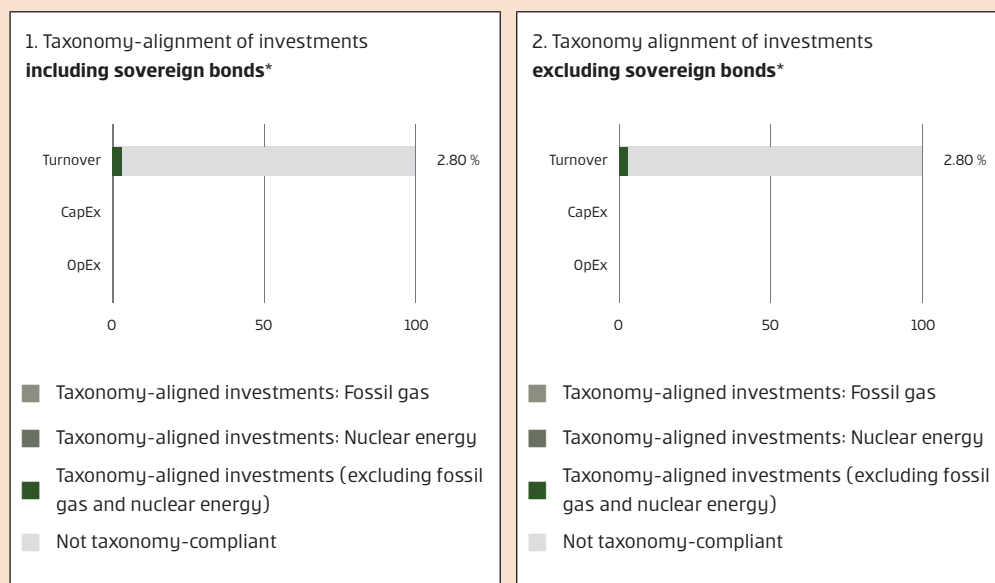 1. Taxonomy-alignment of investments
including sovereign bonds*
Turnover
2.80 %
CapEx
OpEx
0
50
100
Taxonomy-aligned investments: Fossil gas
Taxonomy-aligned investments: Nuclear energy
Taxonomy-aligned investments (excluding fossil
gas and nuclear energy)
Not taxonomy-compliant
2. Taxonomy alignment of investments
excluding sovereign bonds*
Turnover
2.80 %
CapEx
OpEx
0
50
100
Taxonomy-aligned investments: Fossil gas
Taxonomy-aligned investments: Nuclear energy
Taxonomy-aligned investments (excluding fossil
gas and nuclear energy)
Not taxonomy-compliant